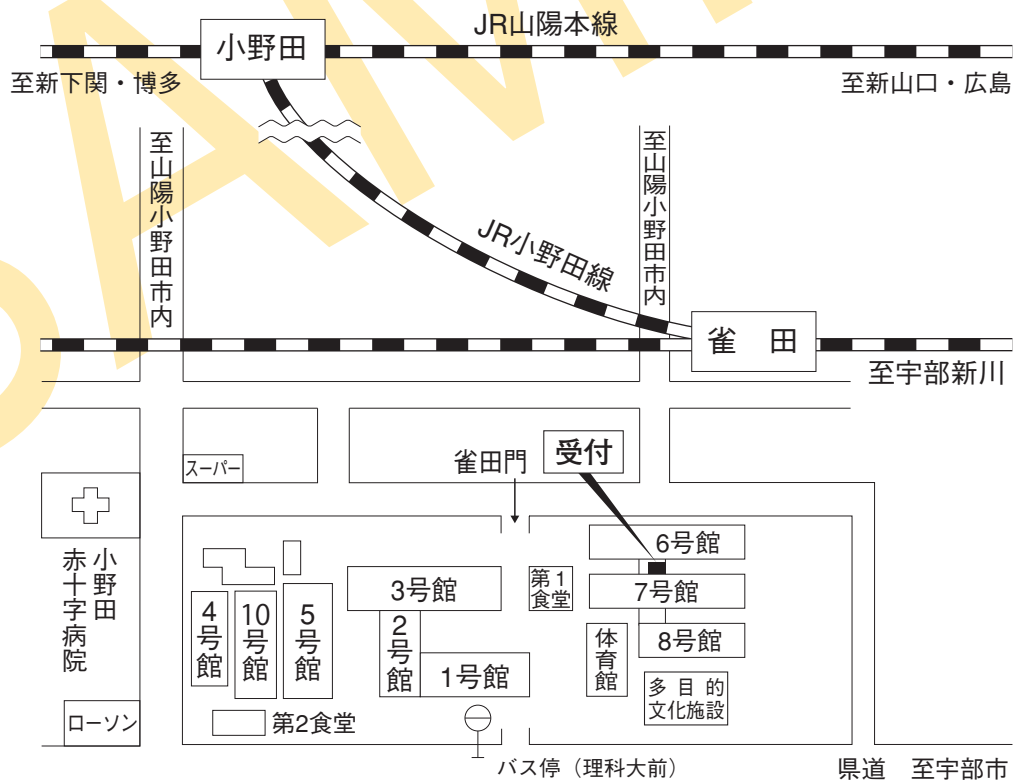 JR山陽本線
小野田
至新下関・博多
至新山口・広島
至山陽小野田市内
至山陽小野田市内
JR小野田線
雀　田
至宇部新川
スーパー
雀田門
受付
小野田
赤十字病院
6号館
3号館
第1
食堂
7号館
4号館
10号館
5号館
2号館
体育館
8号館
1号館
多目的
文化施設
ローソン
第2食堂
バス停（理科大前）
県道　至宇部市